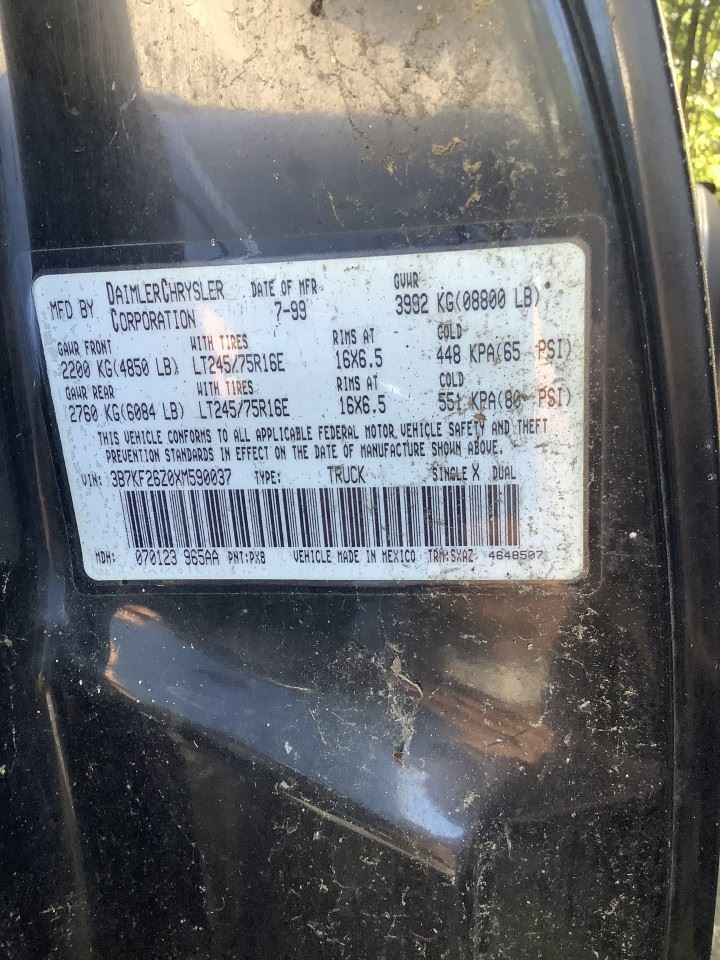 MFD BY DAIMLERCHRYSLER CORPORATION DATE OF MFR 7-99 GVWR 3992 KG(08800 LB)
GAWR FRONT WITH TIRES RIMS AT COLD
2200 KG(4850 LB) LT245/75R16E 16X6.5 448 KPA(65 PSI)
GAWR REAR WITH TIRES RIMS AT COLD
2760 KG(6084 LB) LT245/75R16E 16X6.5 551 KPA(80 PSI)
THIS VEHICLE CONFORMS TO ALL APPLICABLE FEDERAL MOTOR VEHICLE SAFETY AND THEFT
PREVENTION STANDARDS IN EFFECT ON THE DATE OF MANUFACTURE SHOWN ABOVE.
VIN: 3B7KF26Z0XM590037 TYPE: TRUCK SINGLE X DUAL
MDH: 070123 965AA PNT:PX8 VEHICLE MADE IN MEXICO TRM:SXAZ 4648507